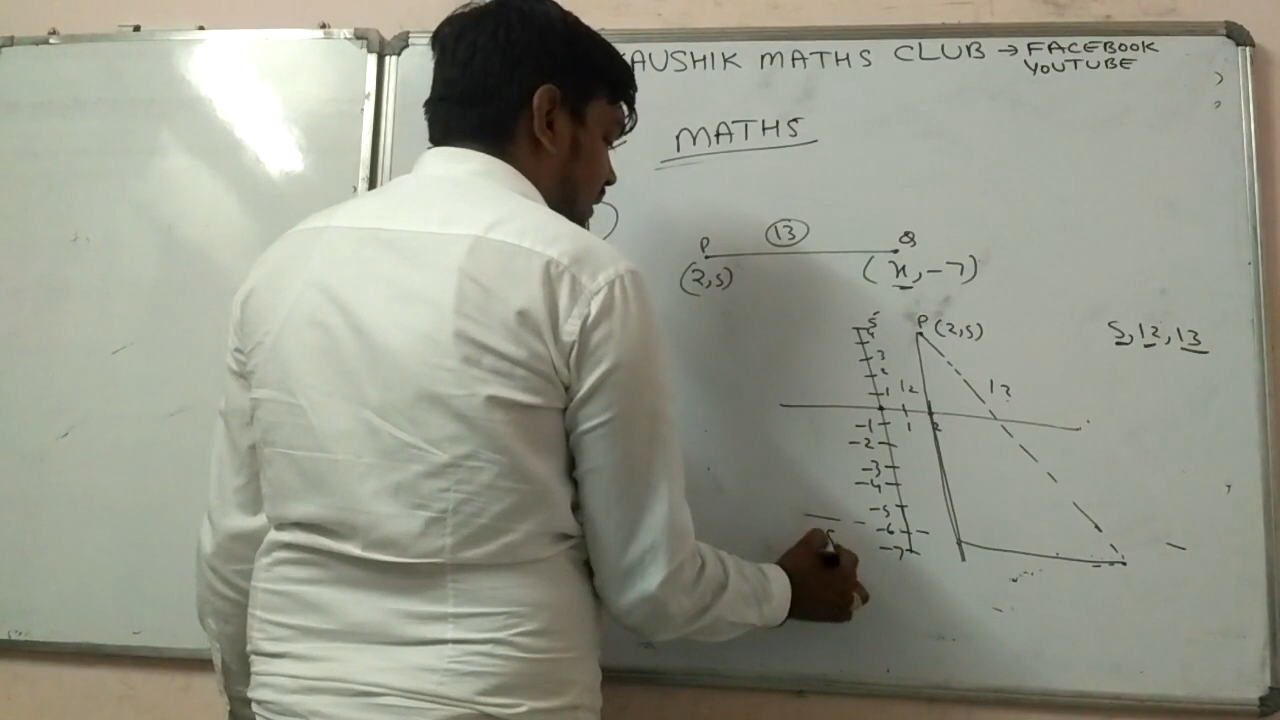 AUSHIK MATHS CLUB → FACEBOOK
YOUTUBE
MATHS
P 13 Q
(2,5) (x,-7)
P(2,5)
5,12,13
5
4
3
2
1
12
13
1 2
-1
-2
-3
-4
-5
-6
-7